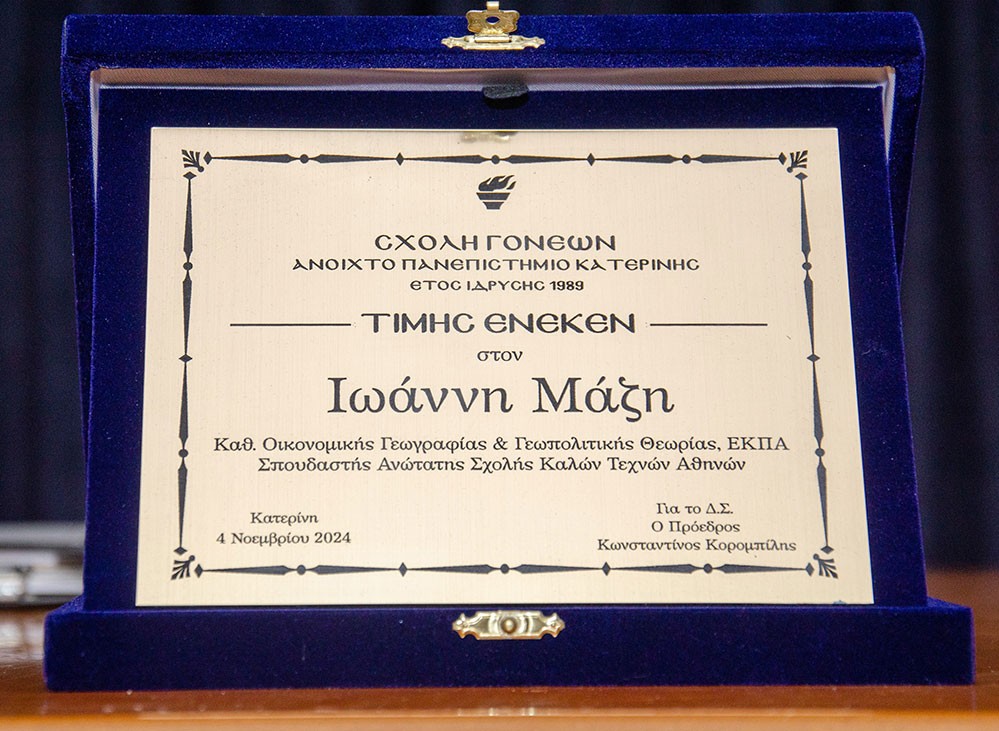 ΣΧΟΛΗ ΓΟΝΕΩΝ
ΑΝΟΙΧΤΟ ΠΑΝΕΠΙΣΤΗΜΙΟ ΚΑΤΕΡΙΝΗΣ
ΕΤΟΣ ΙΔΡΥΣΗΣ 1989
ΤΙΜΗΣ ΕΝΕΚΕΝ
στον
Ιωάννη Μάζη
Καθ. Οικονομικής Γεωγραφίας & Γεωπολιτικής Θεωρίας, ΕΚΠΑ
Σπουδαστής Ανώτατης Σχολής Καλών Τεχνών Αθηνών
Κατερίνη
4 Νοεμβρίου 2024
Για το Δ.Σ.
Ο Πρόεδρος
Κωνσταντίνος Κορομπίλης